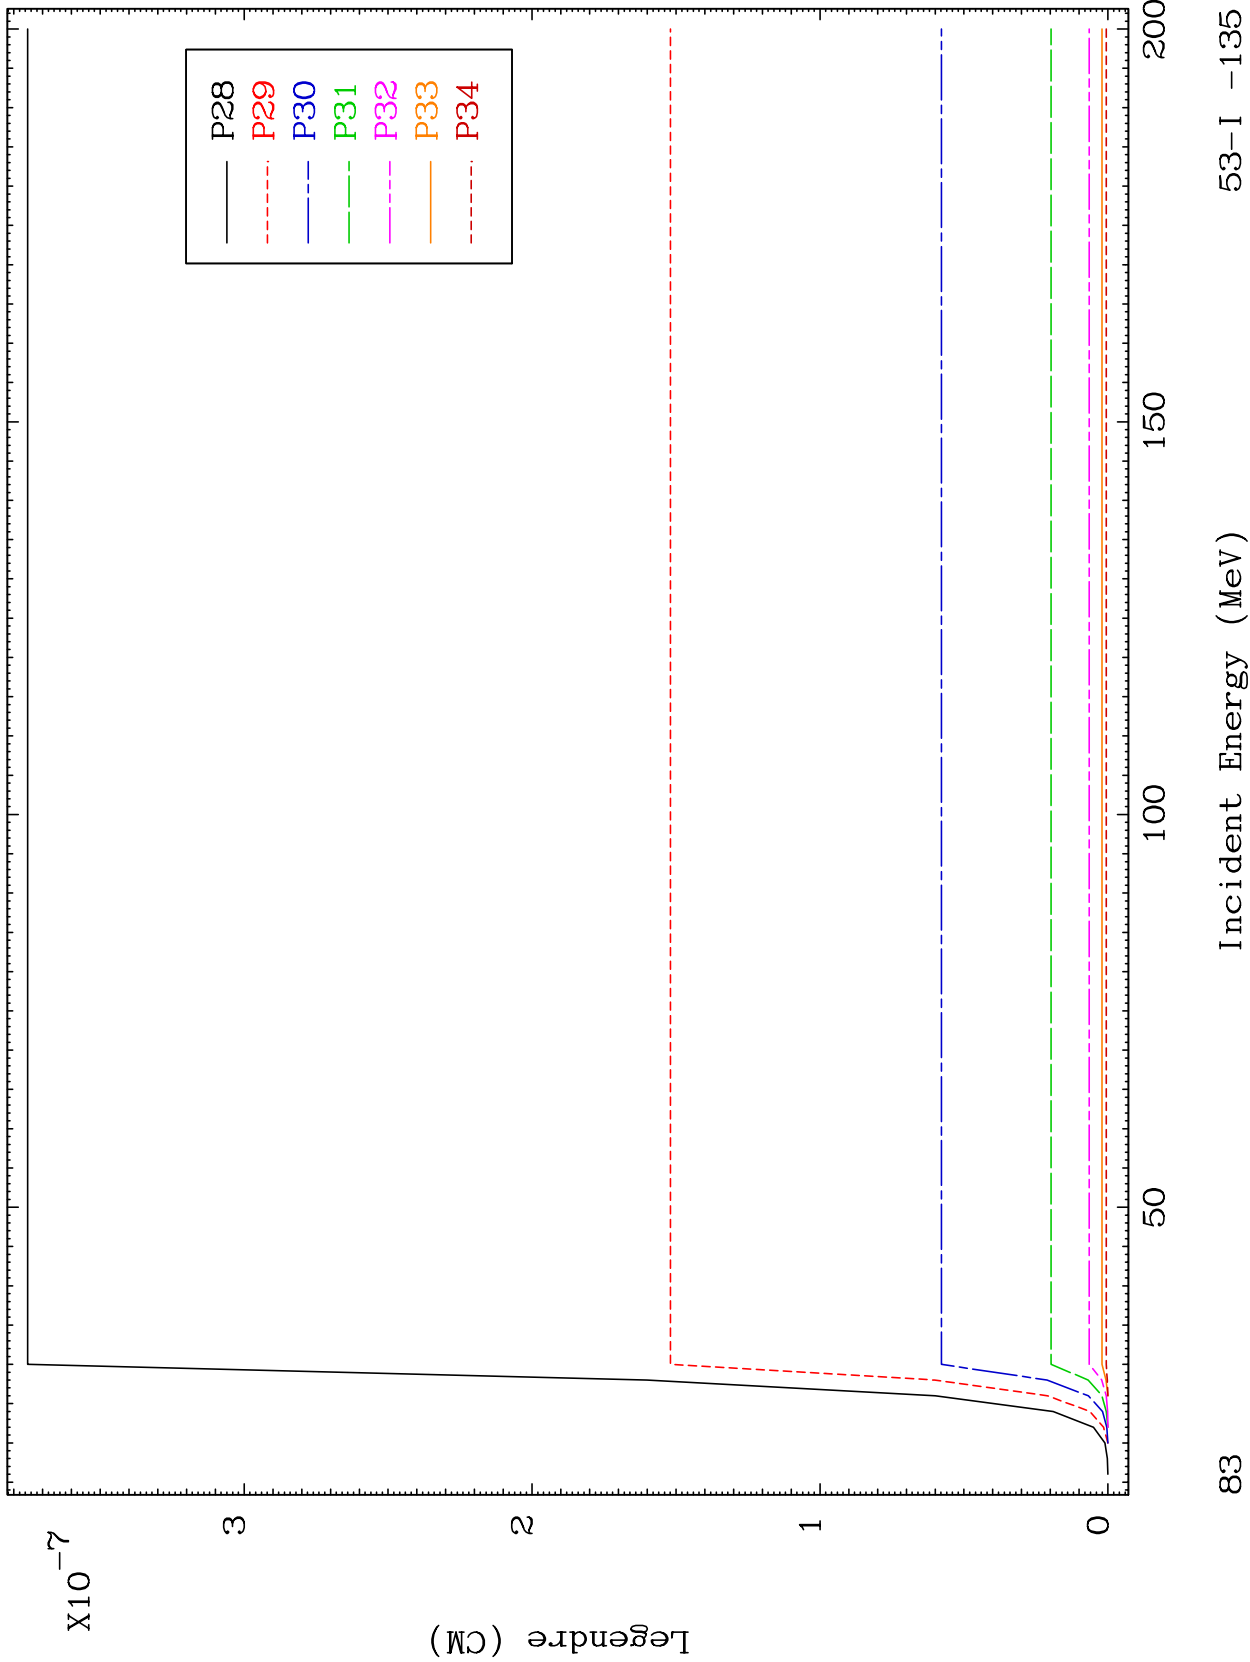 X10-7
Legendre (CM)
3
2
1
0
50
100
150
200
P28
P29
P30
P31
P32
P33
P34
Incident Energy (MeV)
83
53-I -135